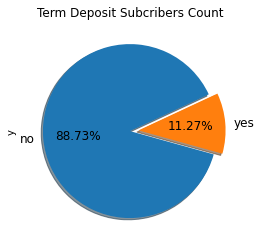 Term Deposit Subcribers Count
yes
11.27%
88.73%
no
y